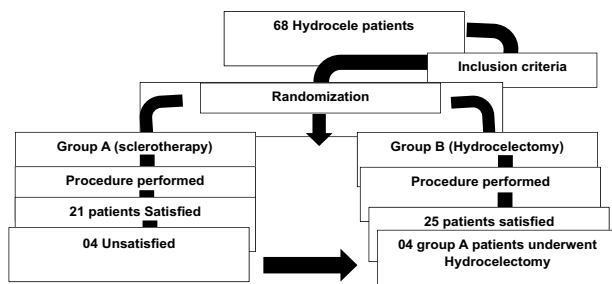 68 Hydrocele patients
Inclusion criteria
Randomization
Group A (sclerotherapy)
Procedure performed
21 patients Satisfied
04 Unsatisfied
Group B (Hydrocelectomy)
Procedure performed
25 patients satisfied
04 group A patients underwent
Hydrocelectomy